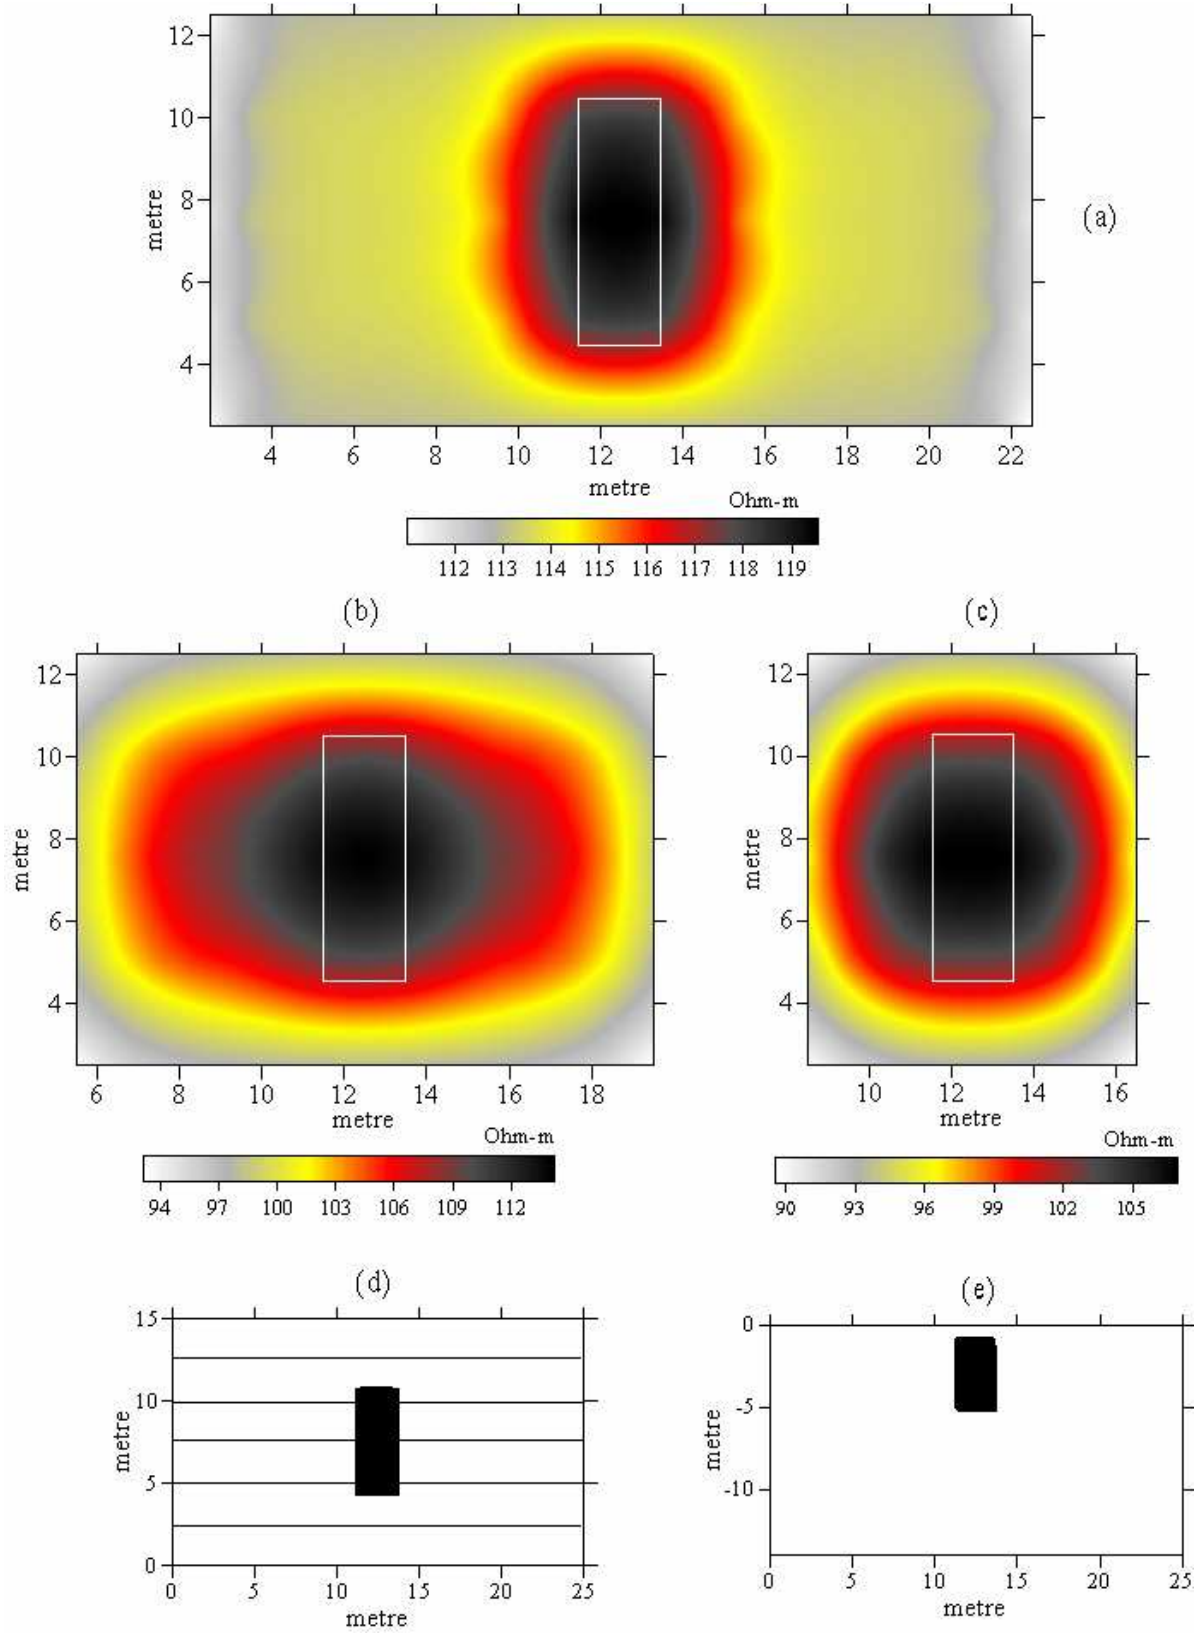 12
10
8
6
4
metre
(a)
4 6 8 10 12 14 16 18 20 22
metre
Ohm-m
112 113 114 115 116 117 118 119
(b)
12
10
8
6
4
metre
6 8 10 12 14 16 18
metre
Ohm-m
94 97 100 103 106 109 112
(c)
12
10
8
6
4
metre
10 12 14 16
metre
Ohm-m
90 93 96 99 102 105
(d)
15
10
5
0
metre
0 5 10 15 20 25
metre
(e)
0
-5
-10
metre
0 5 10 15 20 25
metre